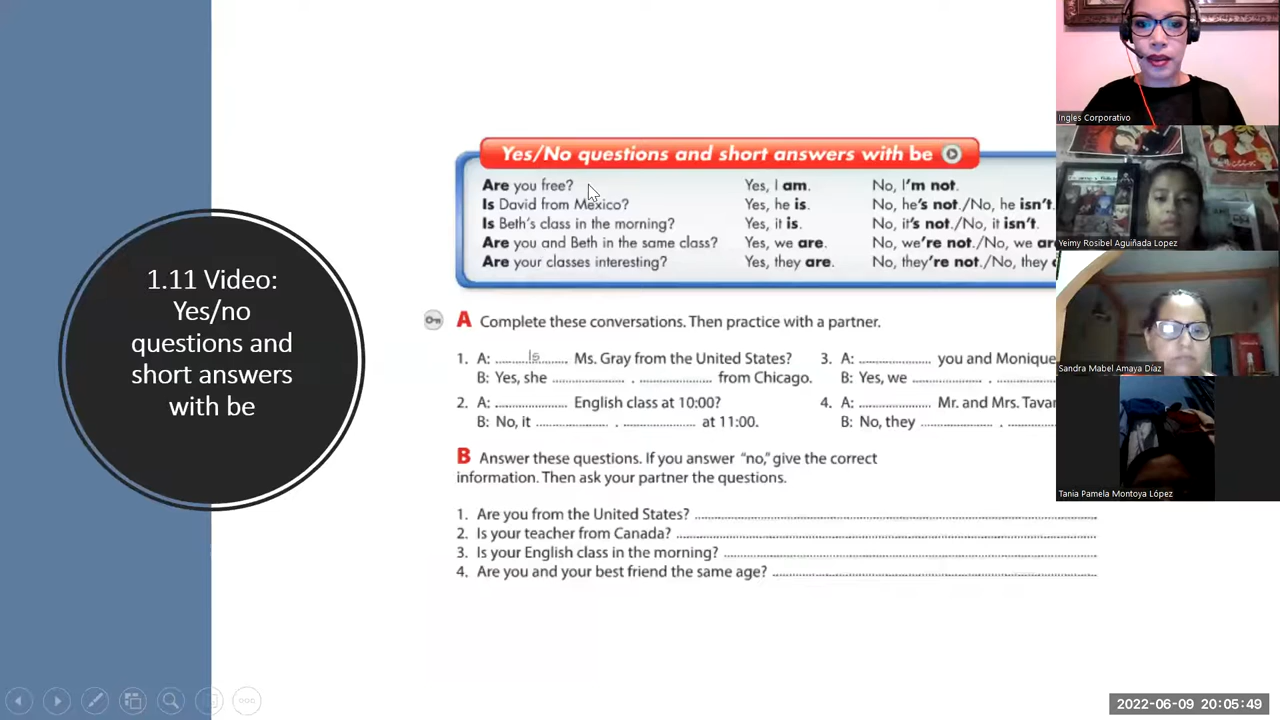 1.11 Video:
Yes/no
questions and
short answers
with be
Yes/No questions and short answers with be
Are you free? Yes, I am. No, I'm not.
Is David from Mexico? Yes, he is. No, he's not./No, he isn't.
Is Beth's class in the morning? Yes, it is. No, it's not./No, it isn't.
Are you and Beth in the same class? Yes, we are. No, we're not./No, we
Are your classes interesting? Yes, they are. No, they're not./No, they
A Complete these conversations. Then practice with a partner.
1. A: Is Ms. Gray from the United States?
B: Yes, she . from Chicago.
2. A: English class at 10:00?
B: No, it . at 11:00.
3. A: you and Monique
B: Yes, we .
4. A: Mr. and Mrs.
B: No, they .
B Answer these questions. If you answer "no," give the correct
information. Then ask your partner the questions.
1. Are you from the United States?
2. Is your teacher from Canada?
3. Is your English class in the morning?
4. Are you and your best friend the same age?
Ingles Corporativo
Yeimy Rosibel Aguiñada Lopez
Sandra Mabel Amaya Díaz
Tania Pamela Montoya López
2022-06-09 20:05:49